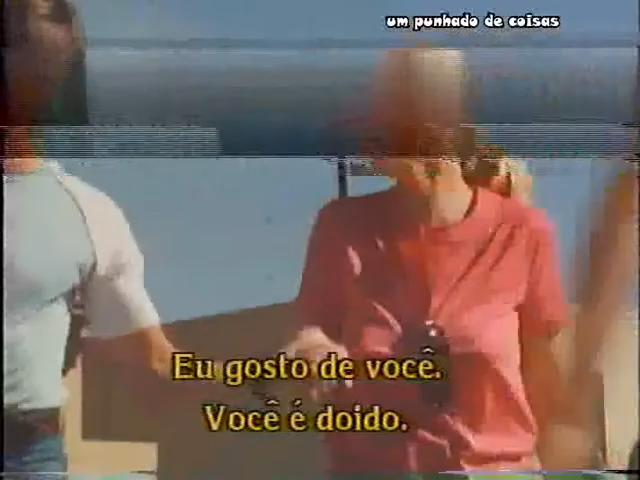 um punhado de coisas
Eu gosto de você.
Você é doido.